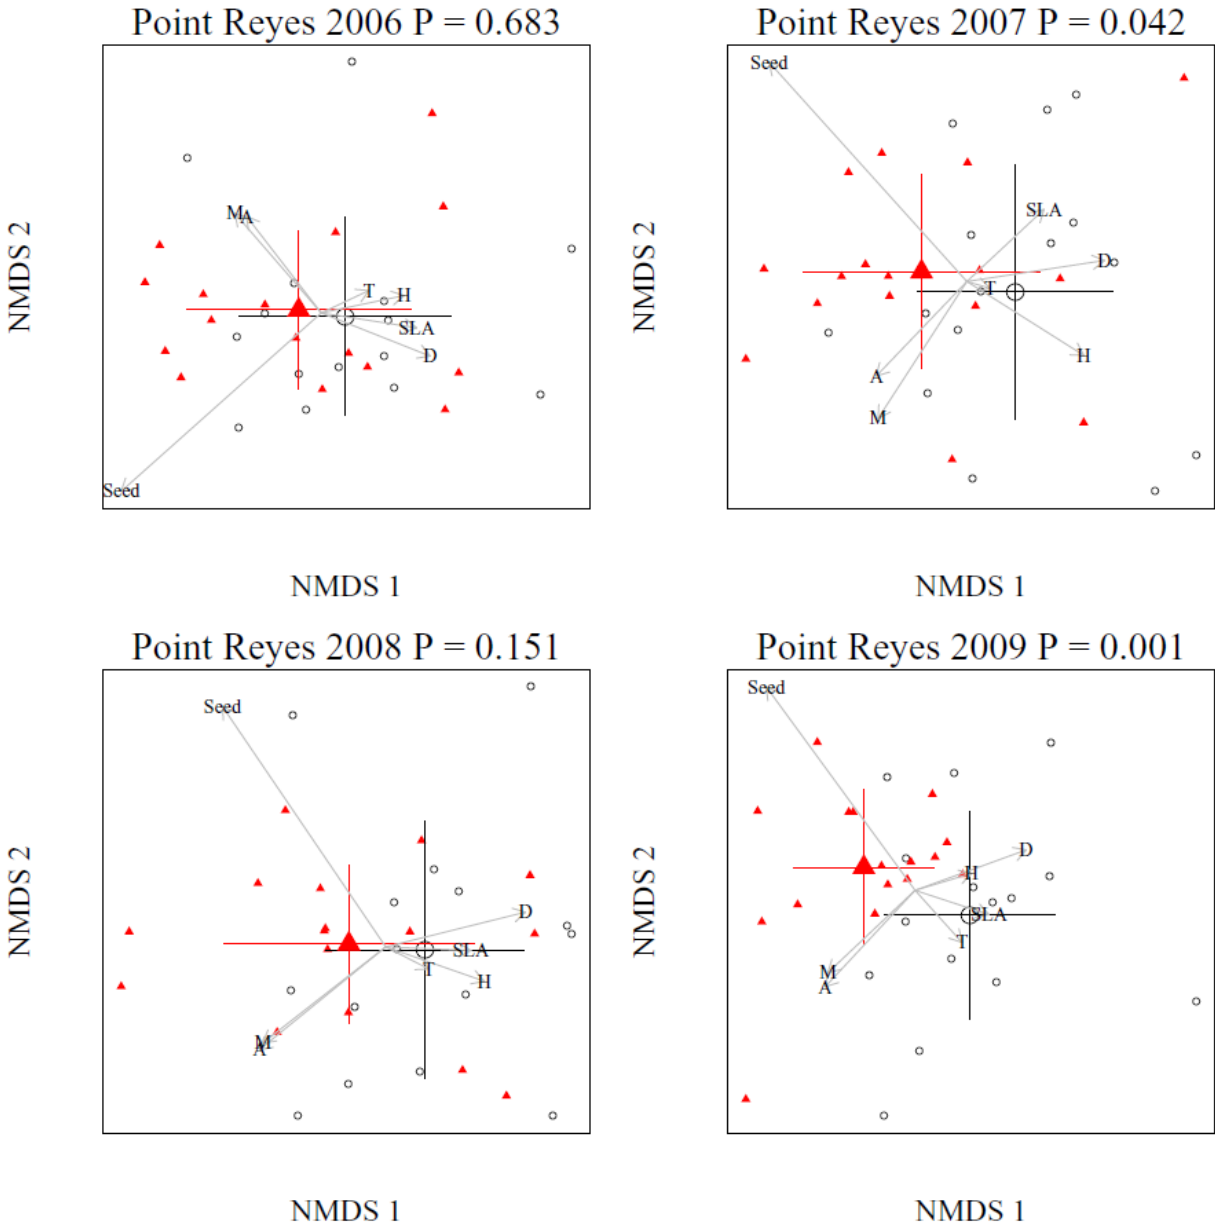 Point Reyes 2006 P = 0.683
NMDS 2
M
A
T
H
SLA
D
Seed
NMDS 1
Point Reyes 2007 P = 0.042
NMDS 2
Seed
SLA
D
T
H
A
M
NMDS 1
Point Reyes 2008 P = 0.151
NMDS 2
Seed
D
SLA
T
H
M
A
NMDS 1
Point Reyes 2009 P = 0.001
NMDS 2
Seed
D
H
SLA
T
M
A
NMDS 1